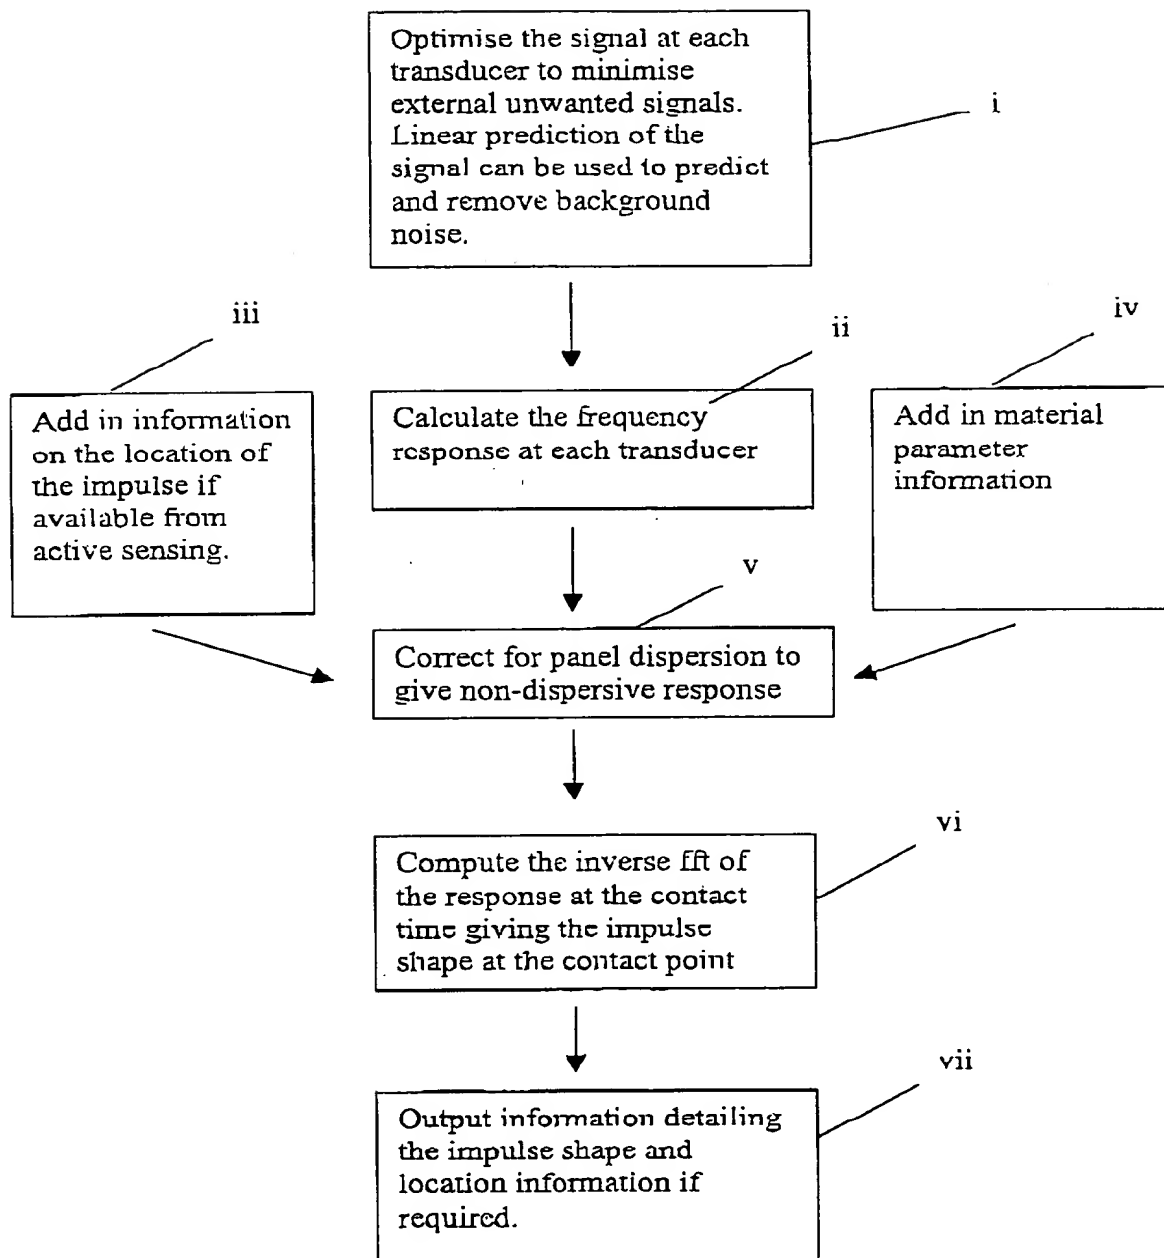 Optimise the signal at each
transducer to minimise
external unwanted signals.
Linear prediction of the
signal can be used to predict
and remove background
noise.
i
iii
ii
iv
Add in information
on the location of
the impulse if
available from
active sensing.
Calculate the frequency
response at each transducer
Add in material
parameter
information
v
Correct for panel dispersion to
give non-dispersive response
vi
Compute the inverse fft of
the response at the contact
time giving the impulse
shape at the contact point
vii
Output information detailing
the impulse shape and
location information if
required.